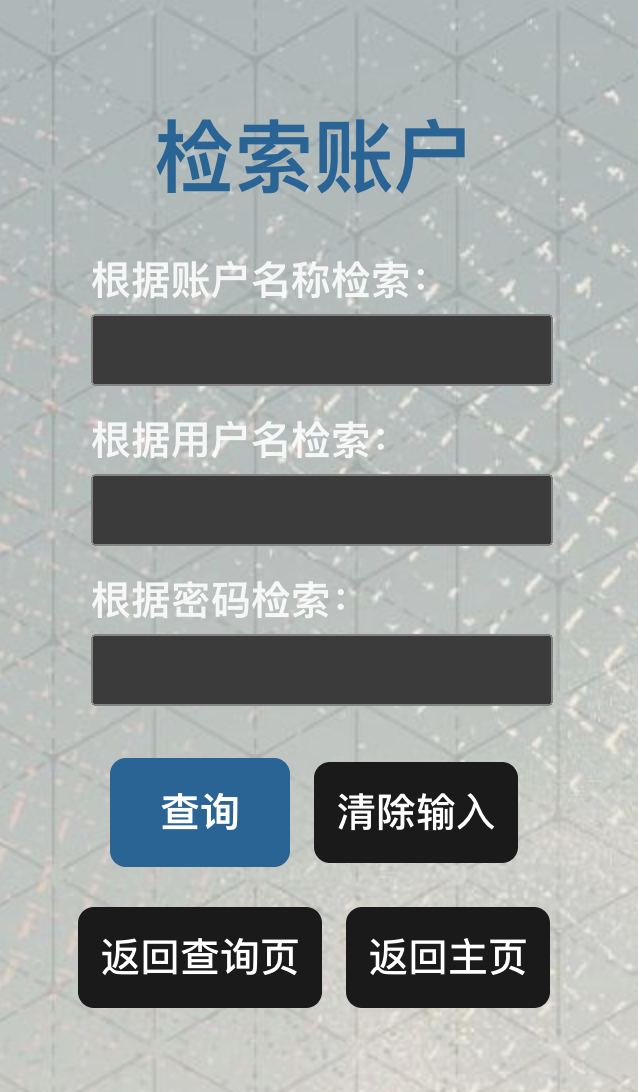 检索账户
根据账户名称检索：
根据用户名检索：
根据密码检索：
查询 清除输入
返回查询页 返回主页